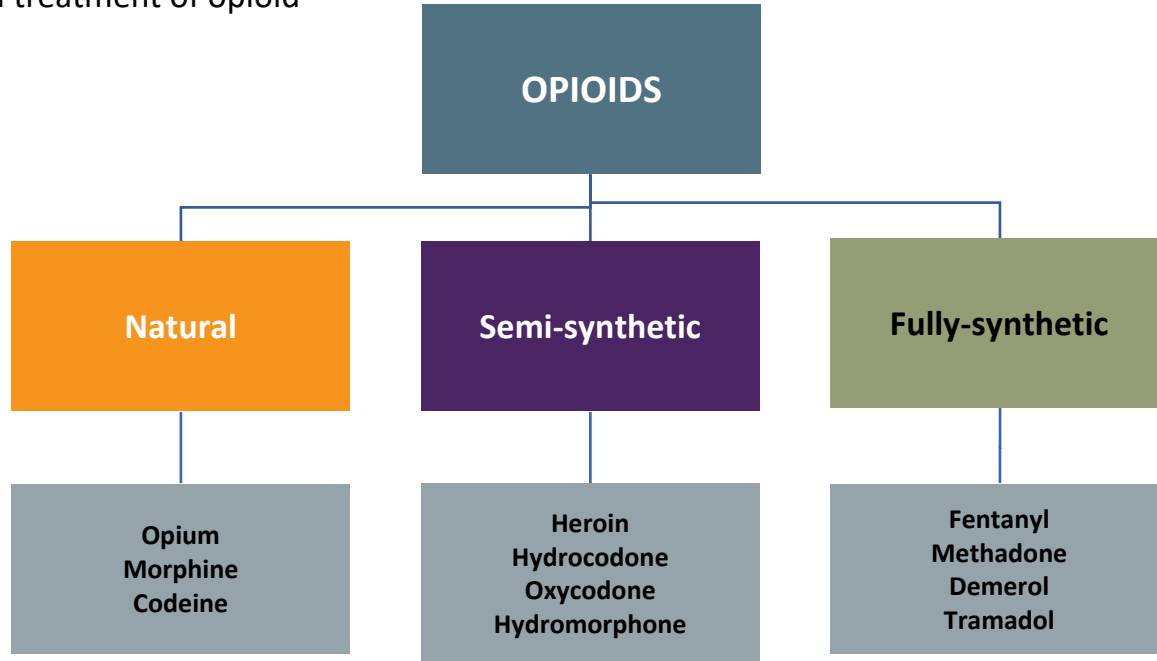 treatment of opioid
OPIOIDS
Natural
Semi-synthetic
Fully-synthetic
Opium
Morphine
Codeine
Heroin
Hydrocodone
Oxycodone
Hydromorphone
Fentanyl
Methadone
Demerol
Tramadol